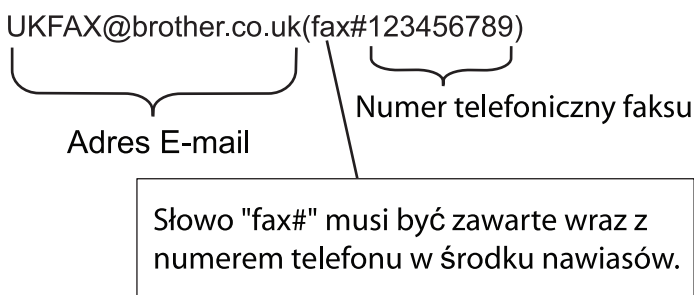 UKFAX@brother.co.uk(fax#123456789)
Numer telefoniczny faksu
Adres E-mail
Słowo "fax#" musi być zawarte wraz z
numerem telefonu w środku nawiasów.